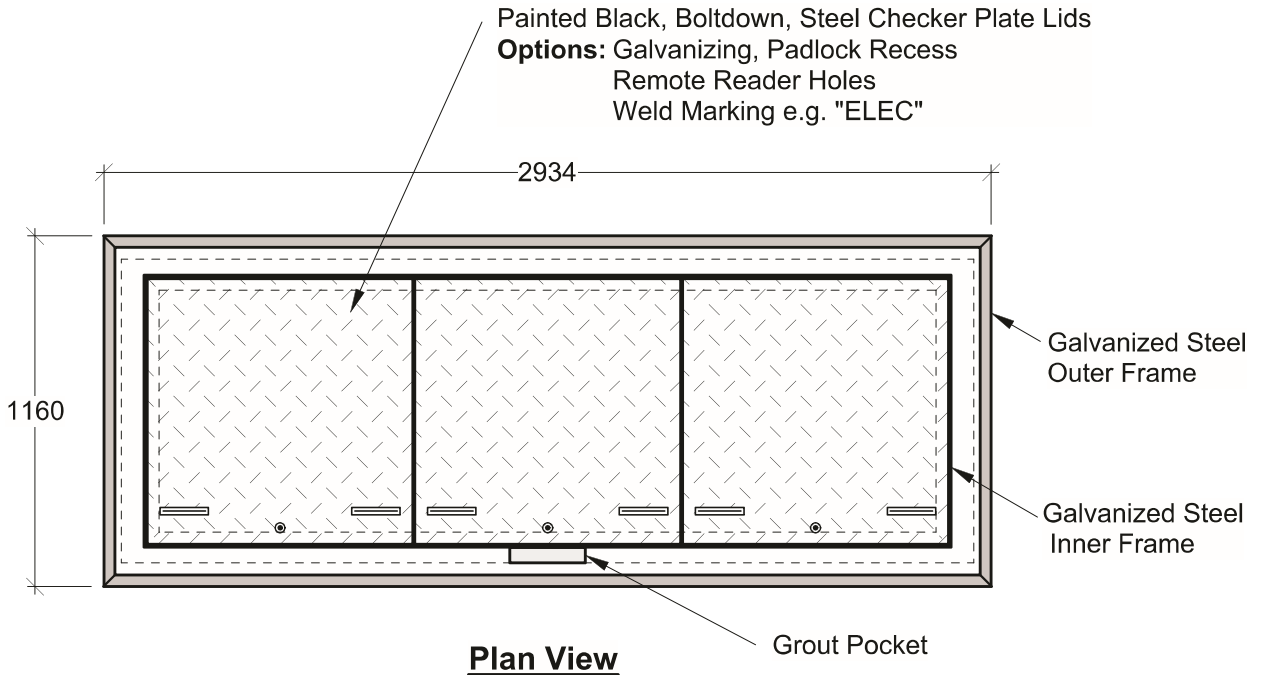 Painted Black, Boltdown, Steel Checker Plate Lids
Options: Galvanizing, Padlock Recess
Remote Reader Holes
Weld Marking e.g. "ELEC"
2934
1160
Galvanized Steel
Outer Frame
Galvanized Steel
Inner Frame
Grout Pocket
Plan View